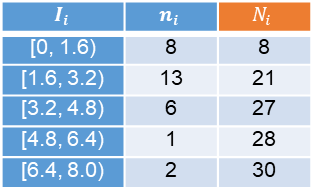 Iᵢ nᵢ Nᵢ
[0, 1.6) 8 8
[1.6, 3.2) 13 21
[3.2, 4.8) 6 27
[4.8, 6.4) 1 28
[6.4, 8.0) 2 30